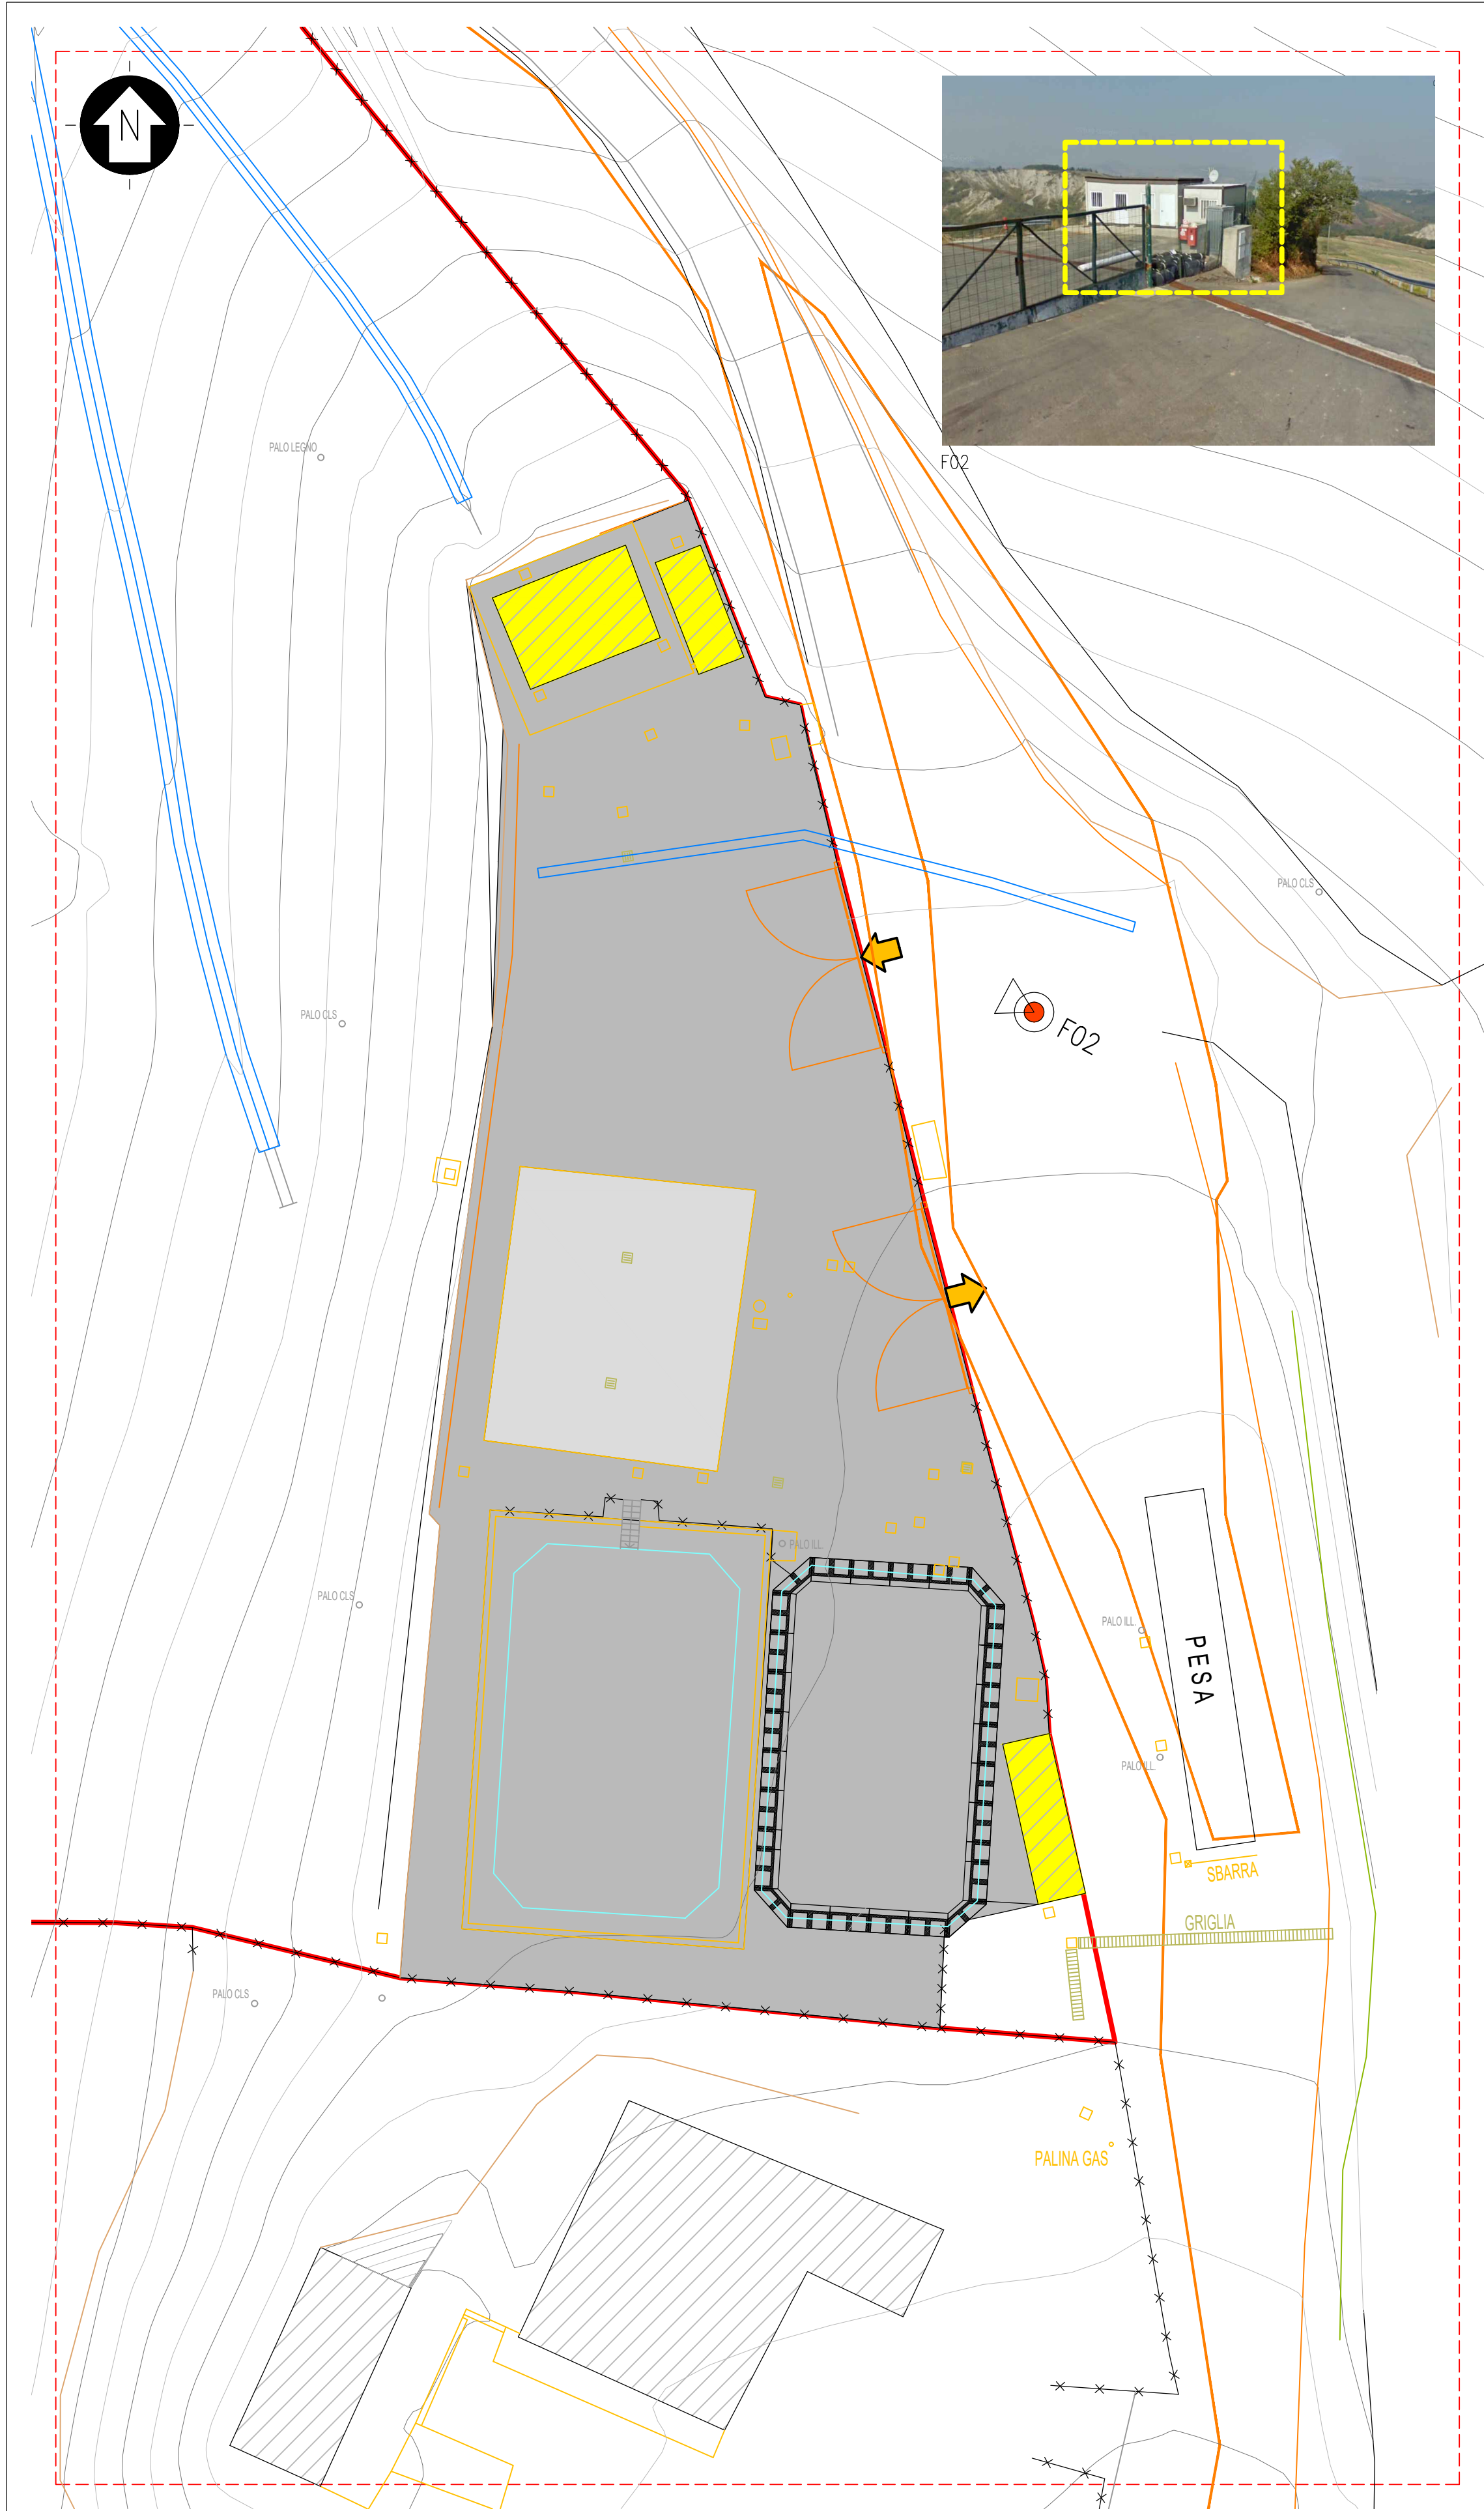 N
F02
PALO LEGNO
PALO CLS
PALO CLS
F02
PALO ILL.
PALO CLS
PALO ILL.
PESA
PALO ILL.
SBARRA
GRIGLIA
PALO CLS
PALINA GAS